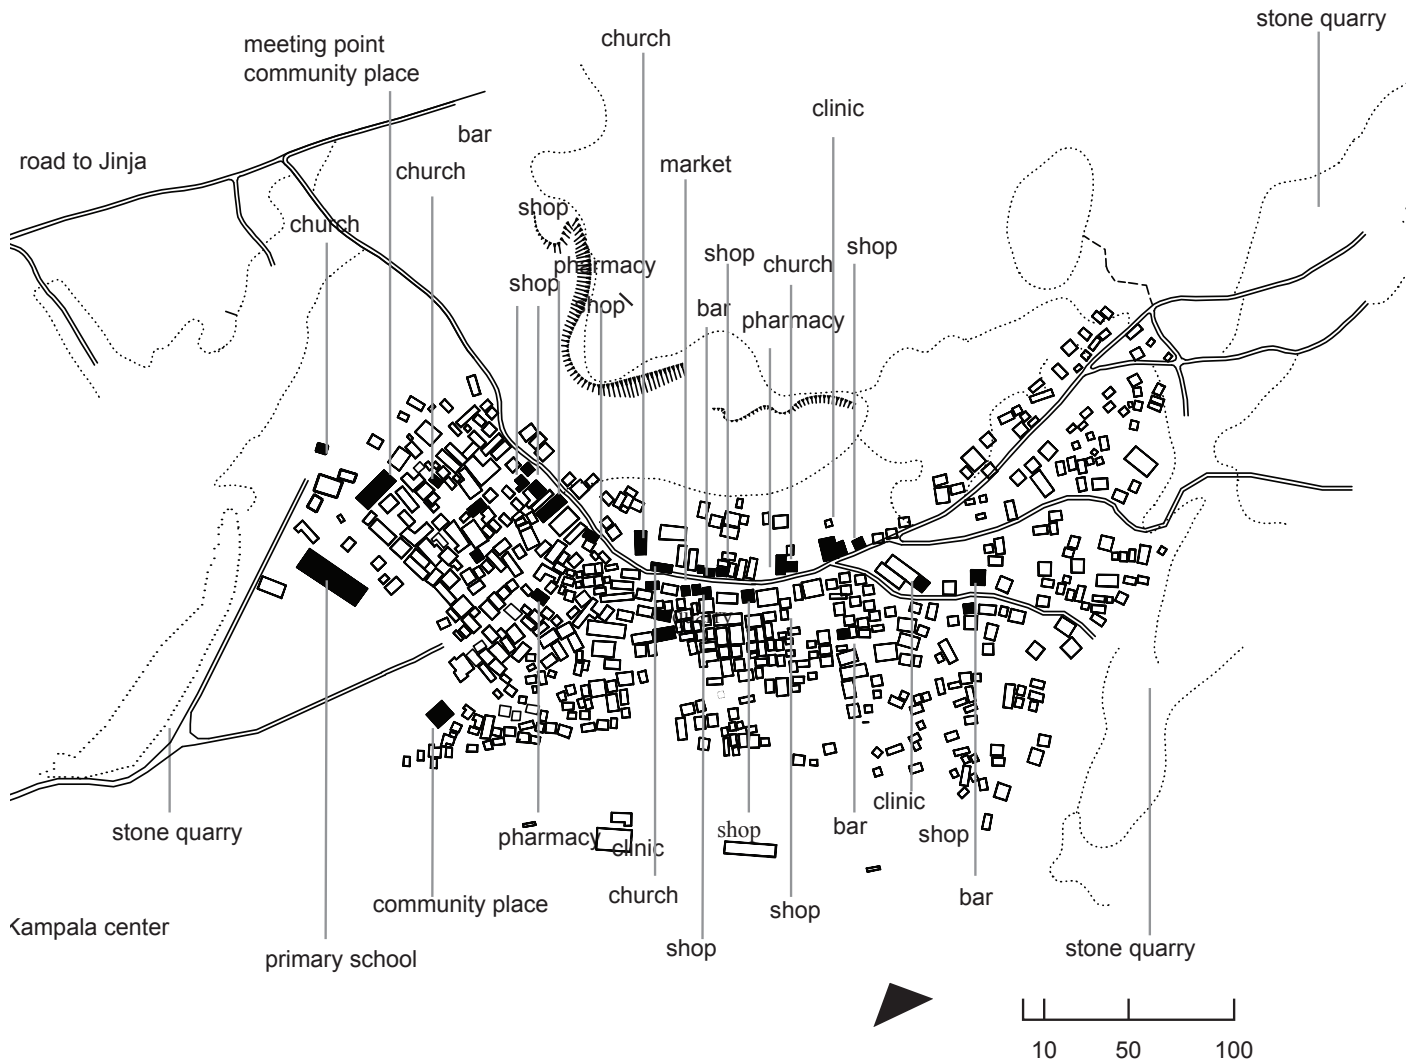 stone quarry
meeting point
community place
church
clinic
bar
road to Jinja
church
market
shop
church
shop
pharmacy
shop
shop
church
shop
shop
bar
pharmacy
stone quarry
pharmacy
clinic
shop
bar
clinic
shop
community place
church
shop
bar
Kampala center
primary school
shop
stone quarry
10 50 100